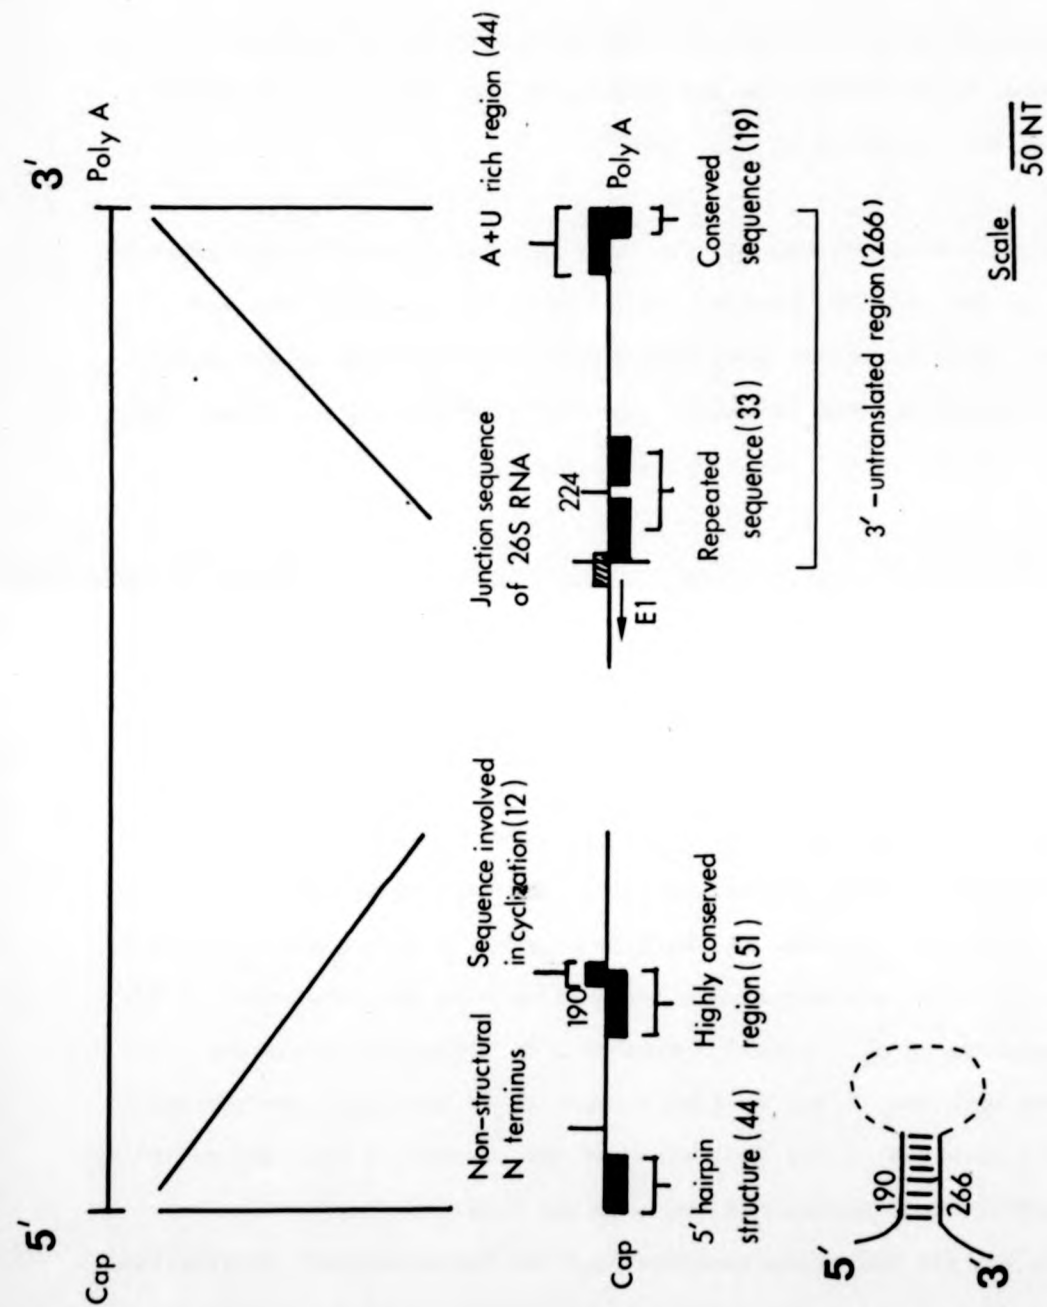 5′
3′
Cap
Poly A
Non-structural
N terminus
Sequence involved
in cyclization(12)
Junction sequence
of 26S RNA
A+U rich region (44)
190
224
Cap
E1
Poly A
5′ hairpin
structure (44)
Highly conserved
region(51)
Repeated
sequence(33)
Conserved
sequence (19)
3′ -untranslated region(266)
5′
190
266
3′
Scale
50 NT